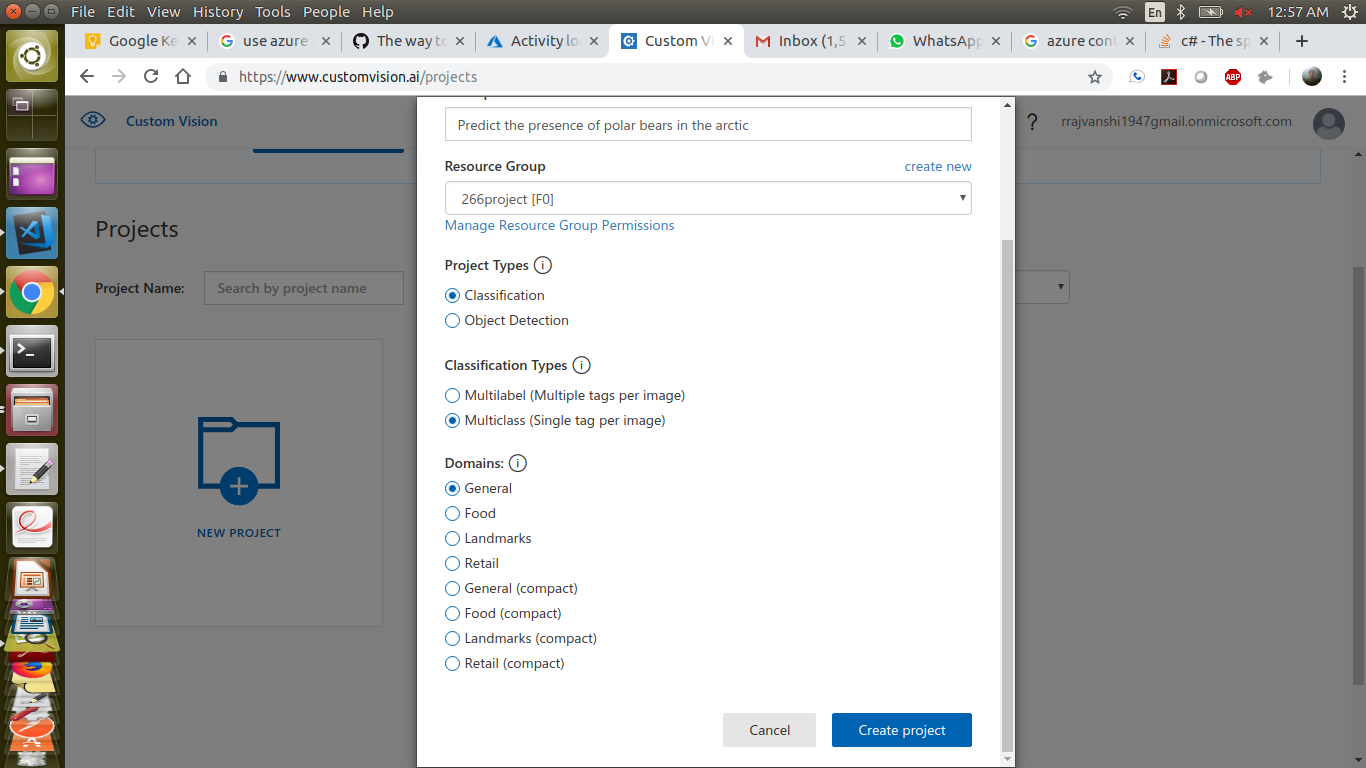 File Edit View History Tools People Help
En
12:57 AM
Google Ke
use azure
The way to
Activity lo
Custom Vi
Inbox (1,5
WhatsApp
azure con
c# - The sp
https://www.customvision.ai/projects
ABP
Custom Vision
? rrajvanshi1947gmail.onmicrosoft.com
Predict the presence of polar bears in the arctic
Resource Group create new
266project [F0]
Manage Resource Group Permissions
Projects
Project Name: Search by project name
NEW PROJECT
Project Types i
Classification
Object Detection
Classification Types i
Multilabel (Multiple tags per image)
Multiclass (Single tag per image)
Domains: i
General
Food
Landmarks
Retail
General (compact)
Food (compact)
Landmarks (compact)
Retail (compact)
Cancel Create project